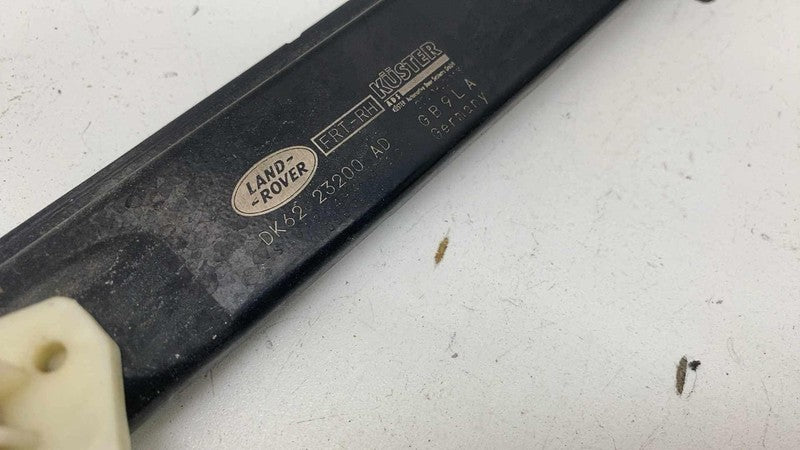 LAND-
-ROVER
FRT-RH
KÜSTER
DK62 23200 AD
GB9LA
Germany